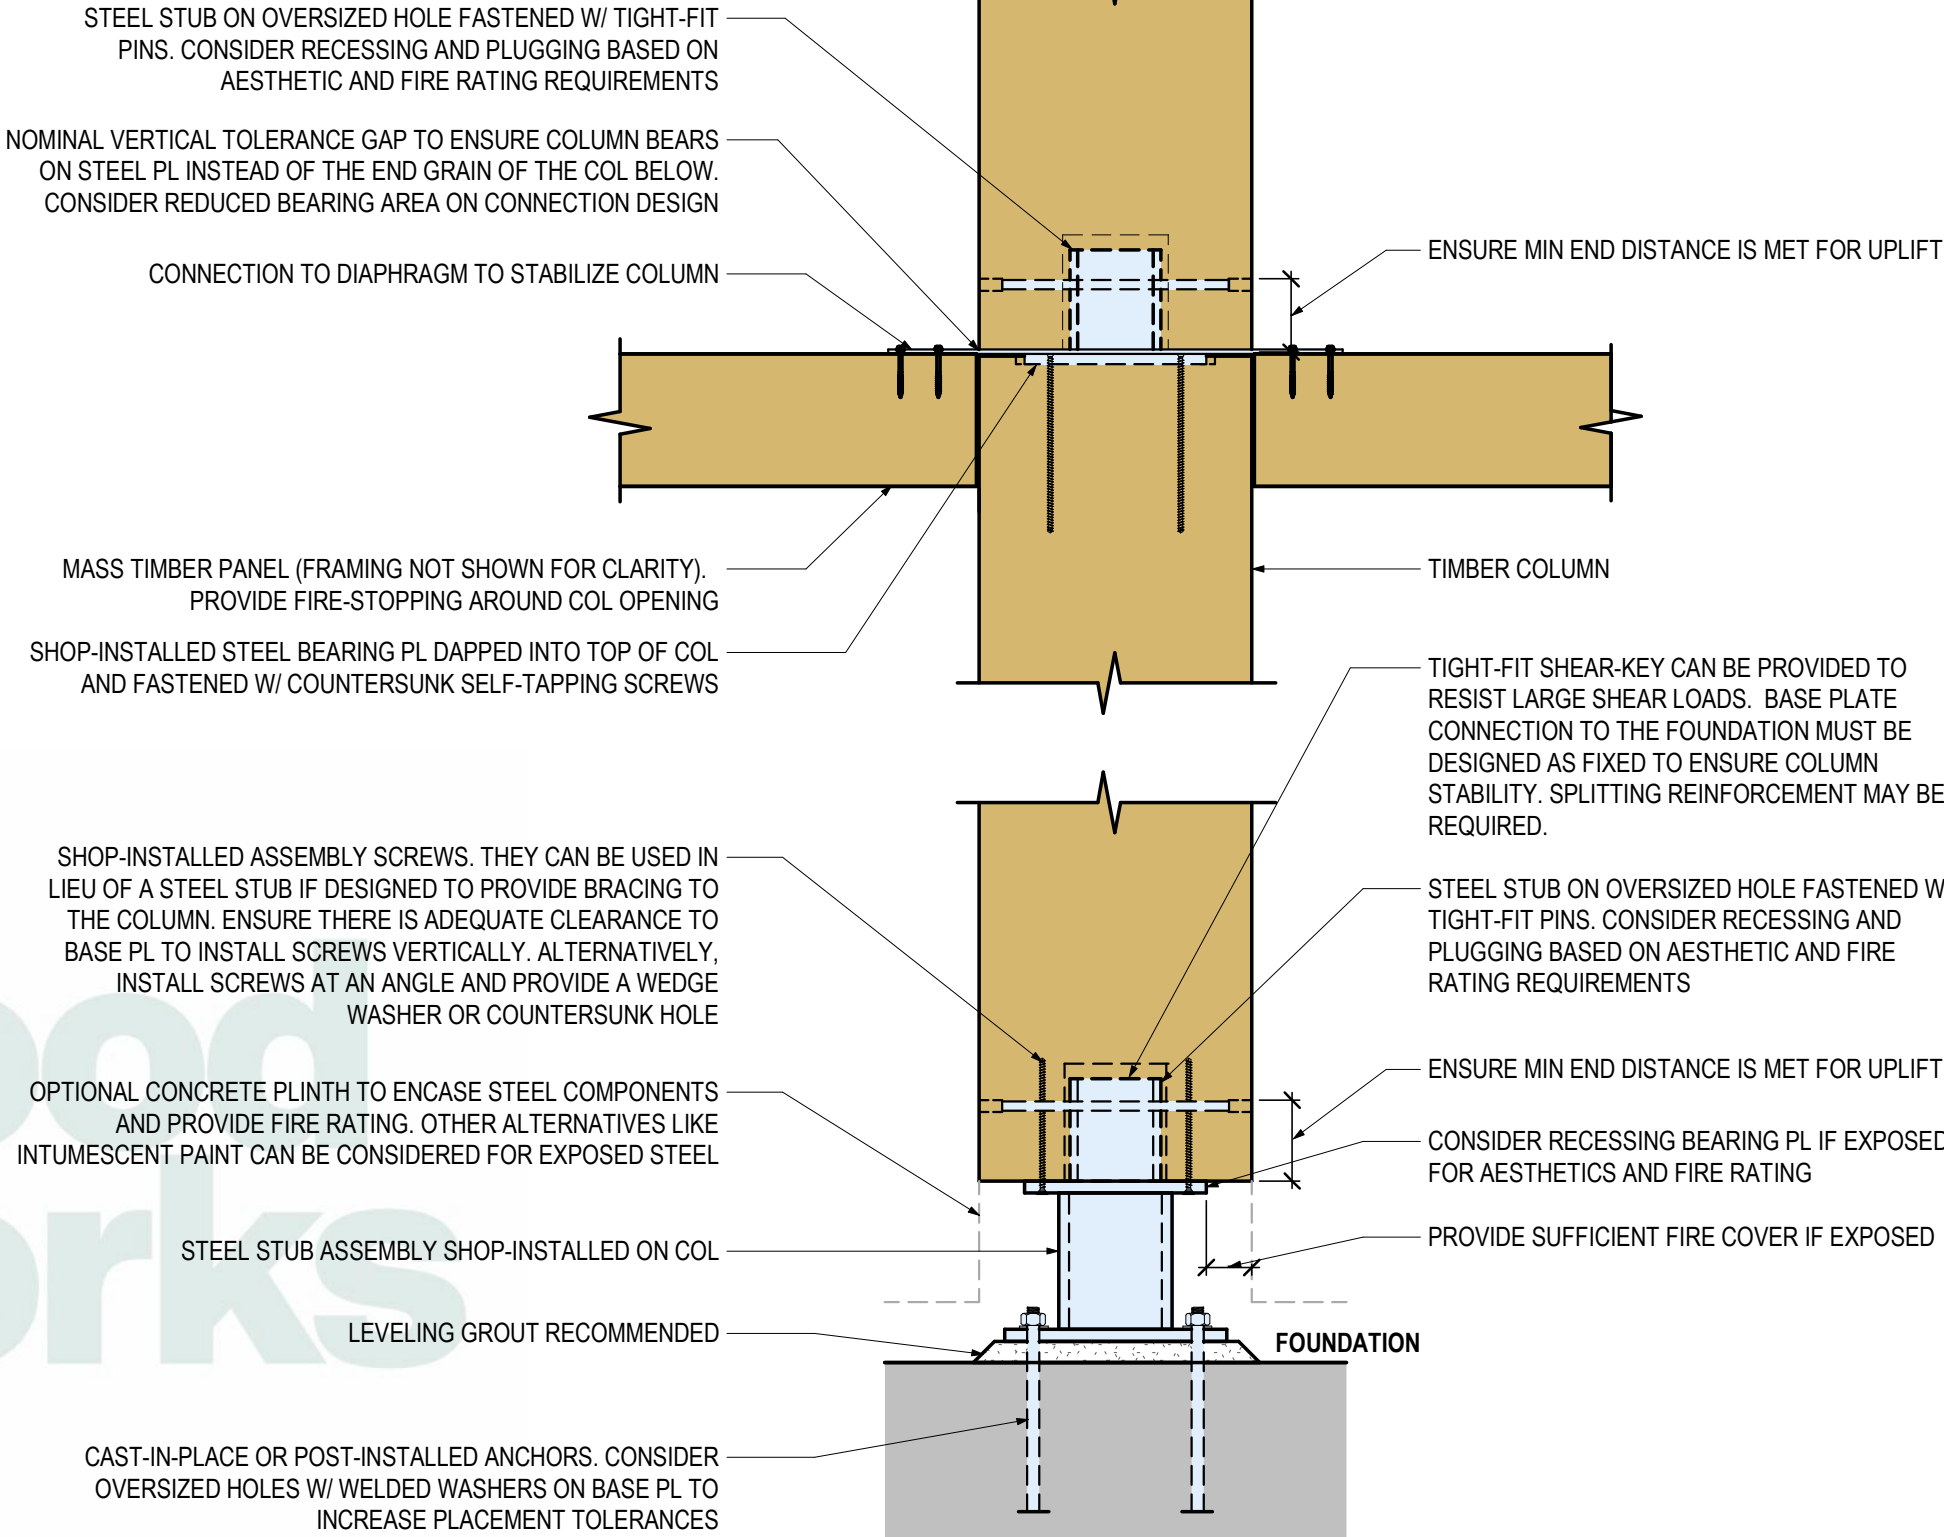 STEEL STUB ON OVERSIZED HOLE FASTENED W/ TIGHT-FIT
PINS. CONSIDER RECESSING AND PLUGGING BASED ON
AESTHETIC AND FIRE RATING REQUIREMENTS
NOMINAL VERTICAL TOLERANCE GAP TO ENSURE COLUMN BEARS
ON STEEL PL INSTEAD OF THE END GRAIN OF THE COL BELOW.
CONSIDER REDUCED BEARING AREA ON CONNECTION DESIGN
CONNECTION TO DIAPHRAGM TO STABILIZE COLUMN
MASS TIMBER PANEL (FRAMING NOT SHOWN FOR CLARITY).
PROVIDE FIRE-STOPPING AROUND COL OPENING
SHOP-INSTALLED STEEL BEARING PL DAPPED INTO TOP OF COL
AND FASTENED W/ COUNTERSUNK SELF-TAPPING SCREWS
SHOP-INSTALLED ASSEMBLY SCREWS. THEY CAN BE USED IN
LIEU OF A STEEL STUB IF DESIGNED TO PROVIDE BRACING TO
THE COLUMN. ENSURE THERE IS ADEQUATE CLEARANCE TO
BASE PL TO INSTALL SCREWS VERTICALLY. ALTERNATIVELY,
INSTALL SCREWS AT AN ANGLE AND PROVIDE A WEDGE
WASHER OR COUNTERSUNK HOLE
OPTIONAL CONCRETE PLINTH TO ENCASE STEEL COMPONENTS
AND PROVIDE FIRE RATING. OTHER ALTERNATIVES LIKE
INTUMESCENT PAINT CAN BE CONSIDERED FOR EXPOSED STEEL
STEEL STUB ASSEMBLY SHOP-INSTALLED ON COL
LEVELING GROUT RECOMMENDED
CAST-IN-PLACE OR POST-INSTALLED ANCHORS. CONSIDER
OVERSIZED HOLES W/ WELDED WASHERS ON BASE PL TO
INCREASE PLACEMENT TOLERANCES
ENSURE MIN END DISTANCE IS MET FOR UPLIFT
TIMBER COLUMN
TIGHT-FIT SHEAR-KEY CAN BE PROVIDED TO
RESIST LARGE SHEAR LOADS. BASE PLATE
CONNECTION TO THE FOUNDATION MUST BE
DESIGNED AS FIXED TO ENSURE COLUMN
STABILITY. SPLITTING REINFORCEMENT MAY BE
REQUIRED.
STEEL STUB ON OVERSIZED HOLE FASTENED W
TIGHT-FIT PINS. CONSIDER RECESSING AND
PLUGGING BASED ON AESTHETIC AND FIRE
RATING REQUIREMENTS
ENSURE MIN END DISTANCE IS MET FOR UPLIFT
CONSIDER RECESSING BEARING PL IF EXPOSED
FOR AESTHETICS AND FIRE RATING
PROVIDE SUFFICIENT FIRE COVER IF EXPOSED
FOUNDATION
ood
orks